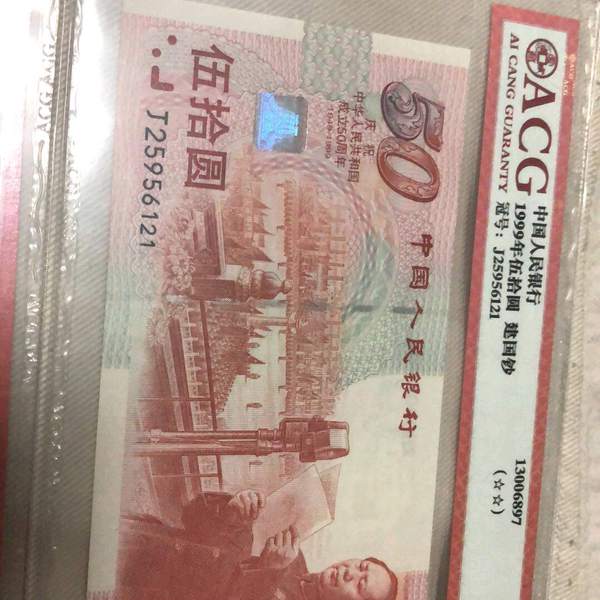 ACG
AI CANG GUARANTY
中国人民银行
1999年伍拾圆 建国钞
冠号：J25956121
13006897
(☆☆)
50
庆祝
中华人民共和国
成立50周年
1949-1999
中国人民银行
伍拾圆
J25956121